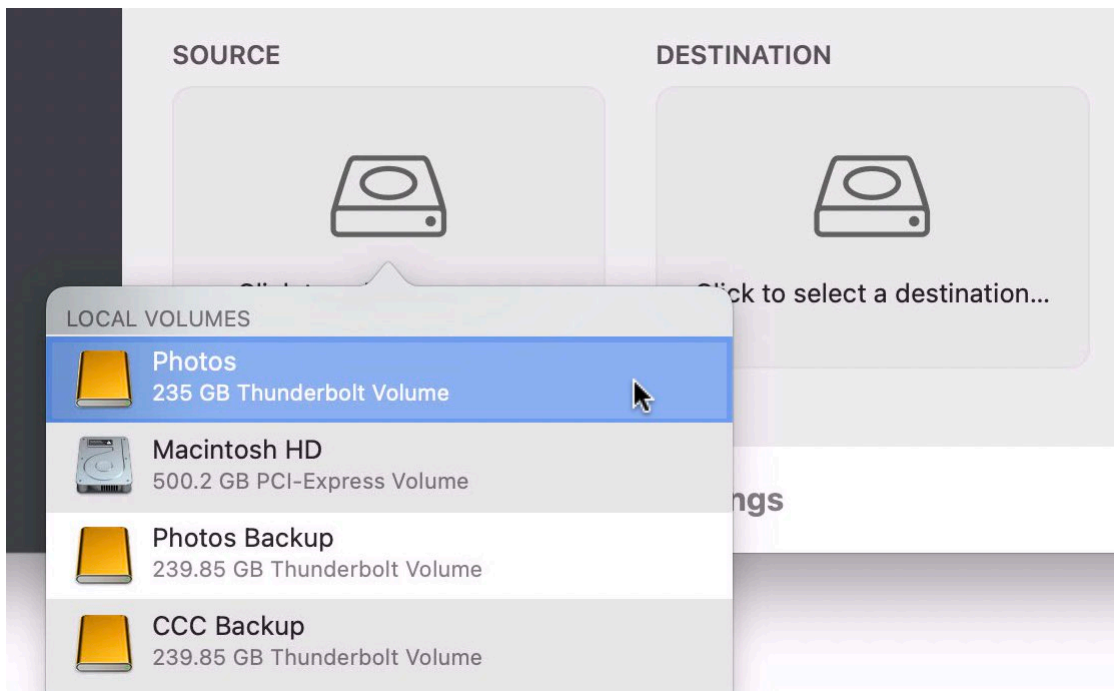 SOURCE
DESTINATION
to select a destination...
LOCAL VOLUMES
Photos
235 GB Thunderbolt Volume
Macintosh HD
500.2 GB PCI-Express Volume
ngs
Photos Backup
239.85 GB Thunderbolt Volume
CCC Backup
239.85 GB Thunderbolt Volume